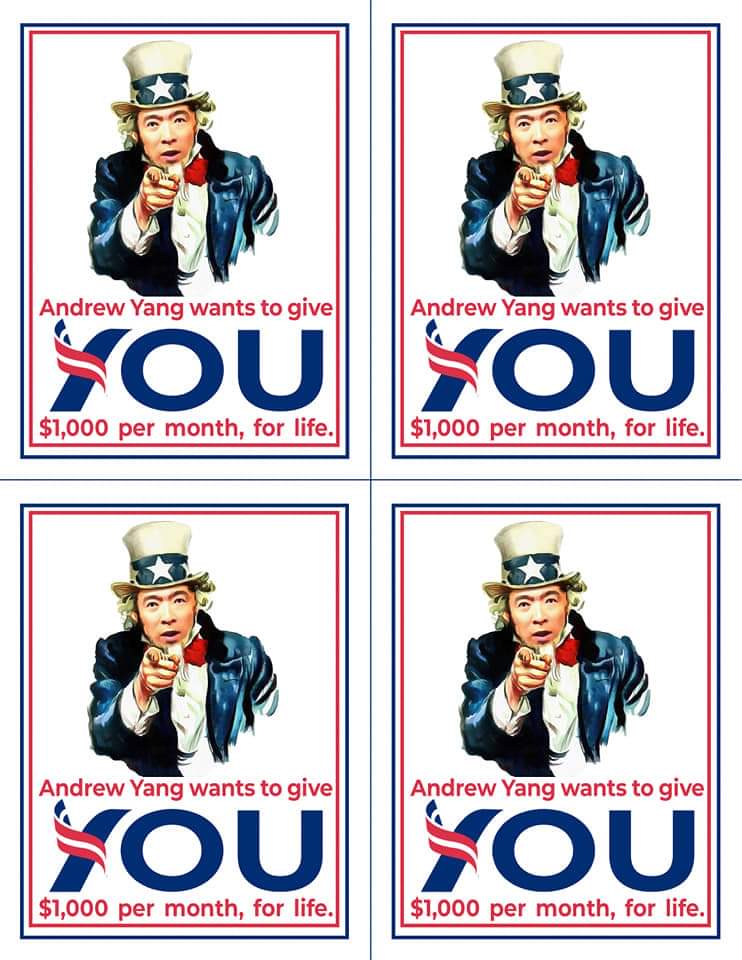 Andrew Yang wants to give
YOU
$1,000 per month, for life.
Andrew Yang wants to give
YOU
$1,000 per month, for life.
Andrew Yang wants to give
YOU
$1,000 per month, for life.
Andrew Yang wants to give
YOU
$1,000 per month, for life.